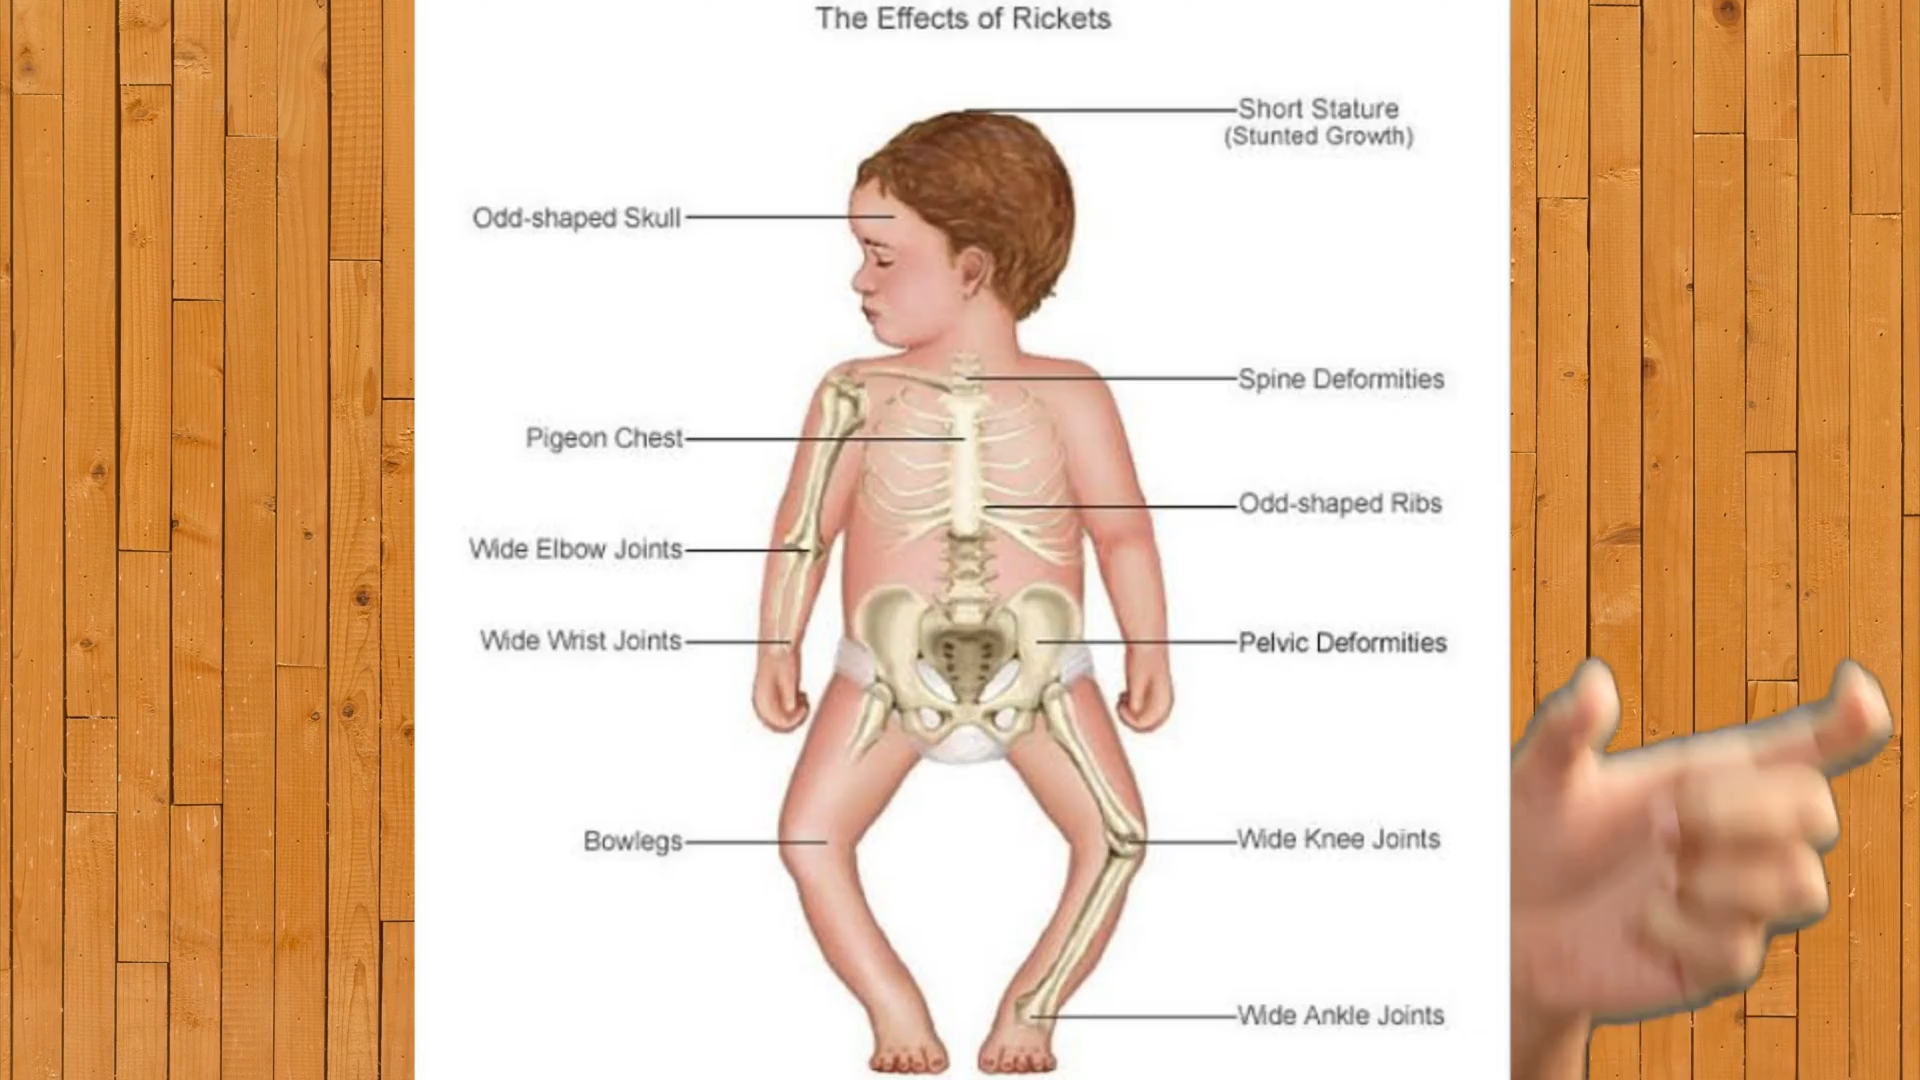 The Effects of Rickets
Short Stature
(Stunted Growth)
Odd-shaped Skull
Spine Deformities
Pigeon Chest
Odd-shaped Ribs
Wide Elbow Joints
Wide Wrist Joints
Pelvic Deformities
Bowlegs
Wide Knee Joints
Wide Ankle Joints